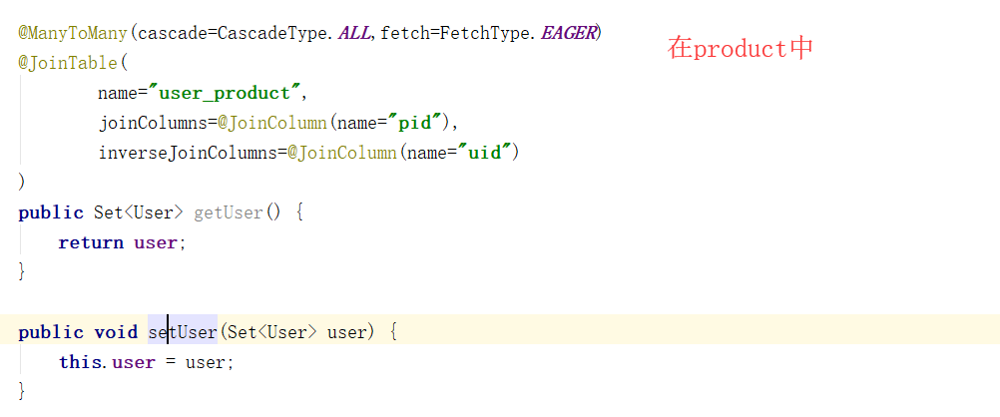 @ManyToMany(cascade=CascadeType.ALL,fetch=FetchType.EAGER)
在product中
@JoinTable(
name="user_product",
joinColumns=@JoinColumn(name="pid"),
inverseJoinColumns=@JoinColumn(name="uid")
)
public Set<User> getUser() {
return user;
}
public void setUser(Set<User> user) {
this.user = user;
}